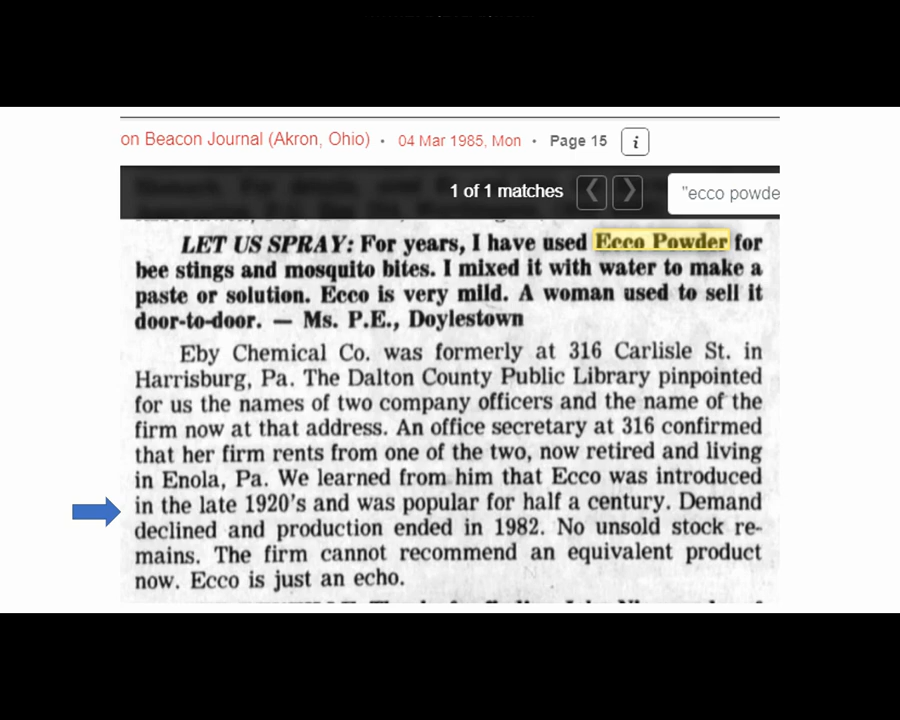 on Beacon Journal (Akron, Ohio) · 04 Mar 1985, Mon · Page 15 i
1 of 1 matches "ecco powde
LET US SPRAY: For years, I have used Ecco Powder for
bee stings and mosquito bites. I mixed it with water to make a
paste or solution. Ecco is very mild. A woman used to sell it
door-to-door. — Ms. P.E., Doylestown
Eby Chemical Co. was formerly at 316 Carlisle St. in
Harrisburg, Pa. The Dalton County Public Library pinpointed
for us the names of two company officers and the name of the
firm now at that address. An office secretary at 316 confirmed
that her firm rents from one of the two, now retired and living
in Enola, Pa. We learned from him that Ecco was introduced
in the late 1920's and was popular for half a century. Demand
declined and production ended in 1982. No unsold stock re-
mains. The firm cannot recommend an equivalent product
now. Ecco is just an echo.